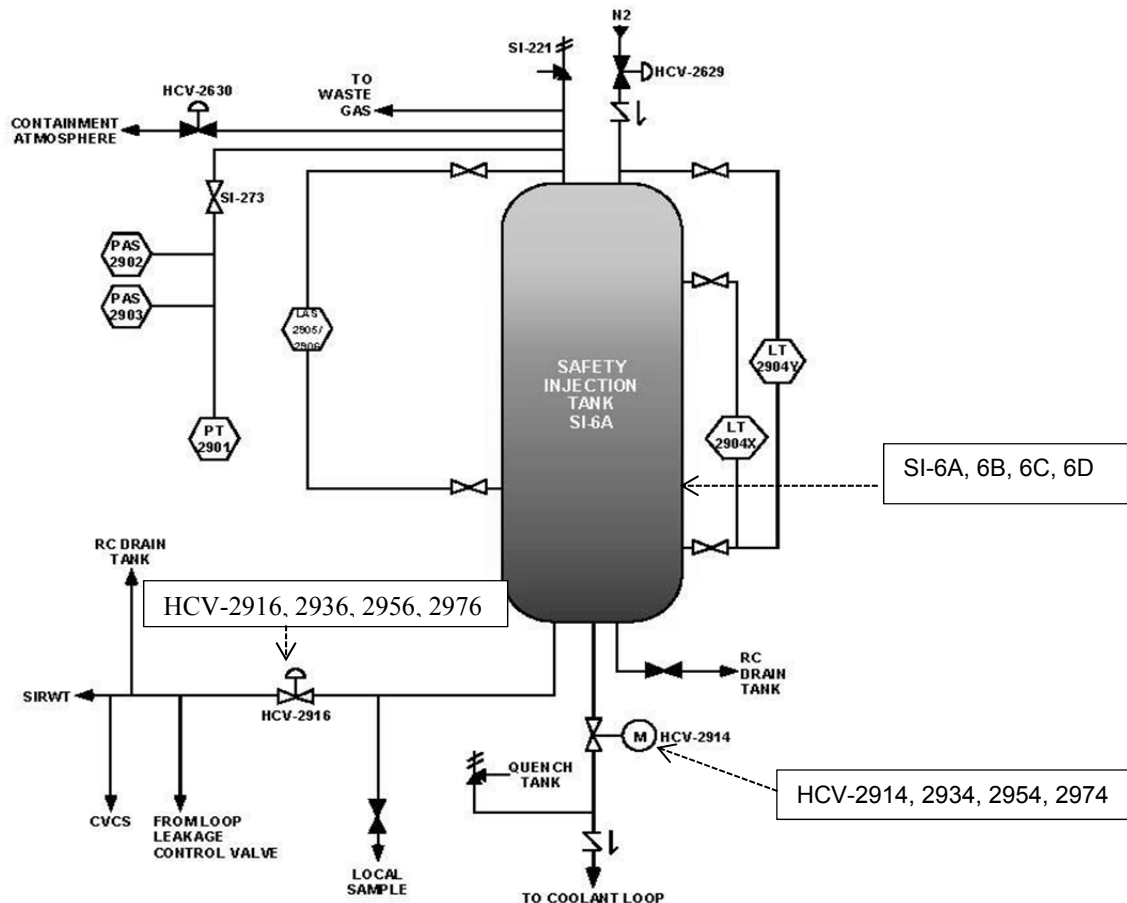 N2
SI-221
HCV-2629
TO
WASTE
GAS
HCV-2630
CONTAINMENT
ATMOSPHERE
SI-273
PAS
2902
PAS
2903
LAS
2905/
2906
PT
2901
SAFETY
INJECTION
TANK
SI-6A
LT
2904Y
LT
2904X
SI-6A, 6B, 6C, 6D
RC DRAIN
TANK
HCV-2916, 2936, 2956, 2976
SIRWT
HCV-2916
RC
DRAIN
TANK
M
HCV-2914
QUENCH
TANK
HCV-2914, 2934, 2954, 2974
CVCS
FROM LOOP
LEAKAGE
CONTROL VALVE
LOCAL
SAMPLE
TO COOLANT LOOP